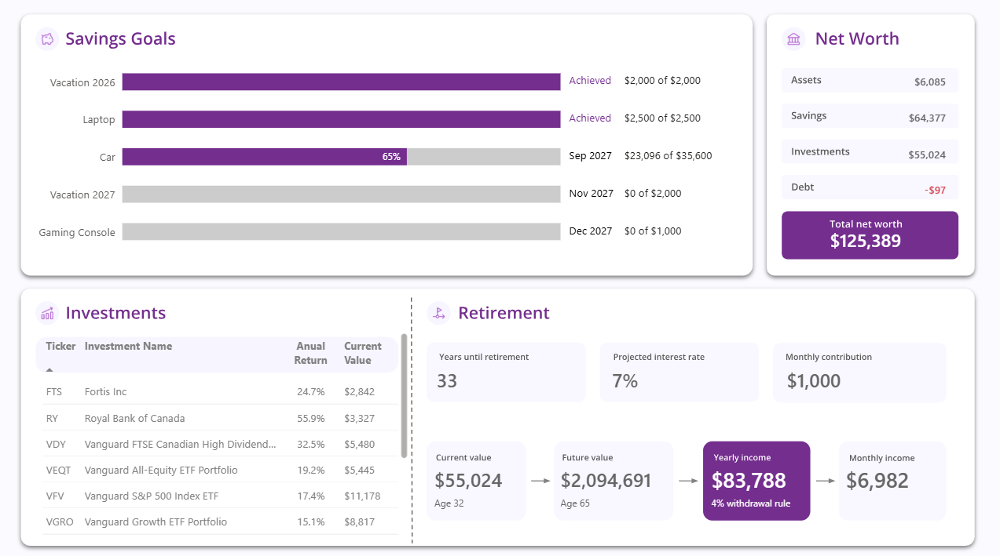 Savings Goals
Vacation 2026 Achieved $2,000 of $2,000
Laptop Achieved $2,500 of $2,500
Car 65% Sep 2027 $23,096 of $35,600
Vacation 2027 Nov 2027 $0 of $2,000
Gaming Console Dec 2027 $0 of $1,000
Net Worth
Assets $6,085
Savings $64,377
Investments $55,024
Debt -$97
Total net worth
$125,389
Investments
Ticker Investment Name Anual Return Current Value
FTS Fortis Inc 24.7% $2,842
RY Royal Bank of Canada 55.9% $3,327
VDY Vanguard FTSE Canadian High Dividend... 32.5% $5,480
VEQT Vanguard All-Equity ETF Portfolio 19.2% $5,445
VFV Vanguard S&P 500 Index ETF 17.4% $11,178
VGRO Vanguard Growth ETF Portfolio 15.1% $8,817
Retirement
Years until retirement
33
Projected interest rate
7%
Monthly contribution
$1,000
Current value
$55,024
Age 32
Future value
$2,094,691
Age 65
Yearly income
$83,788
4% withdrawal rule
Monthly income
$6,982